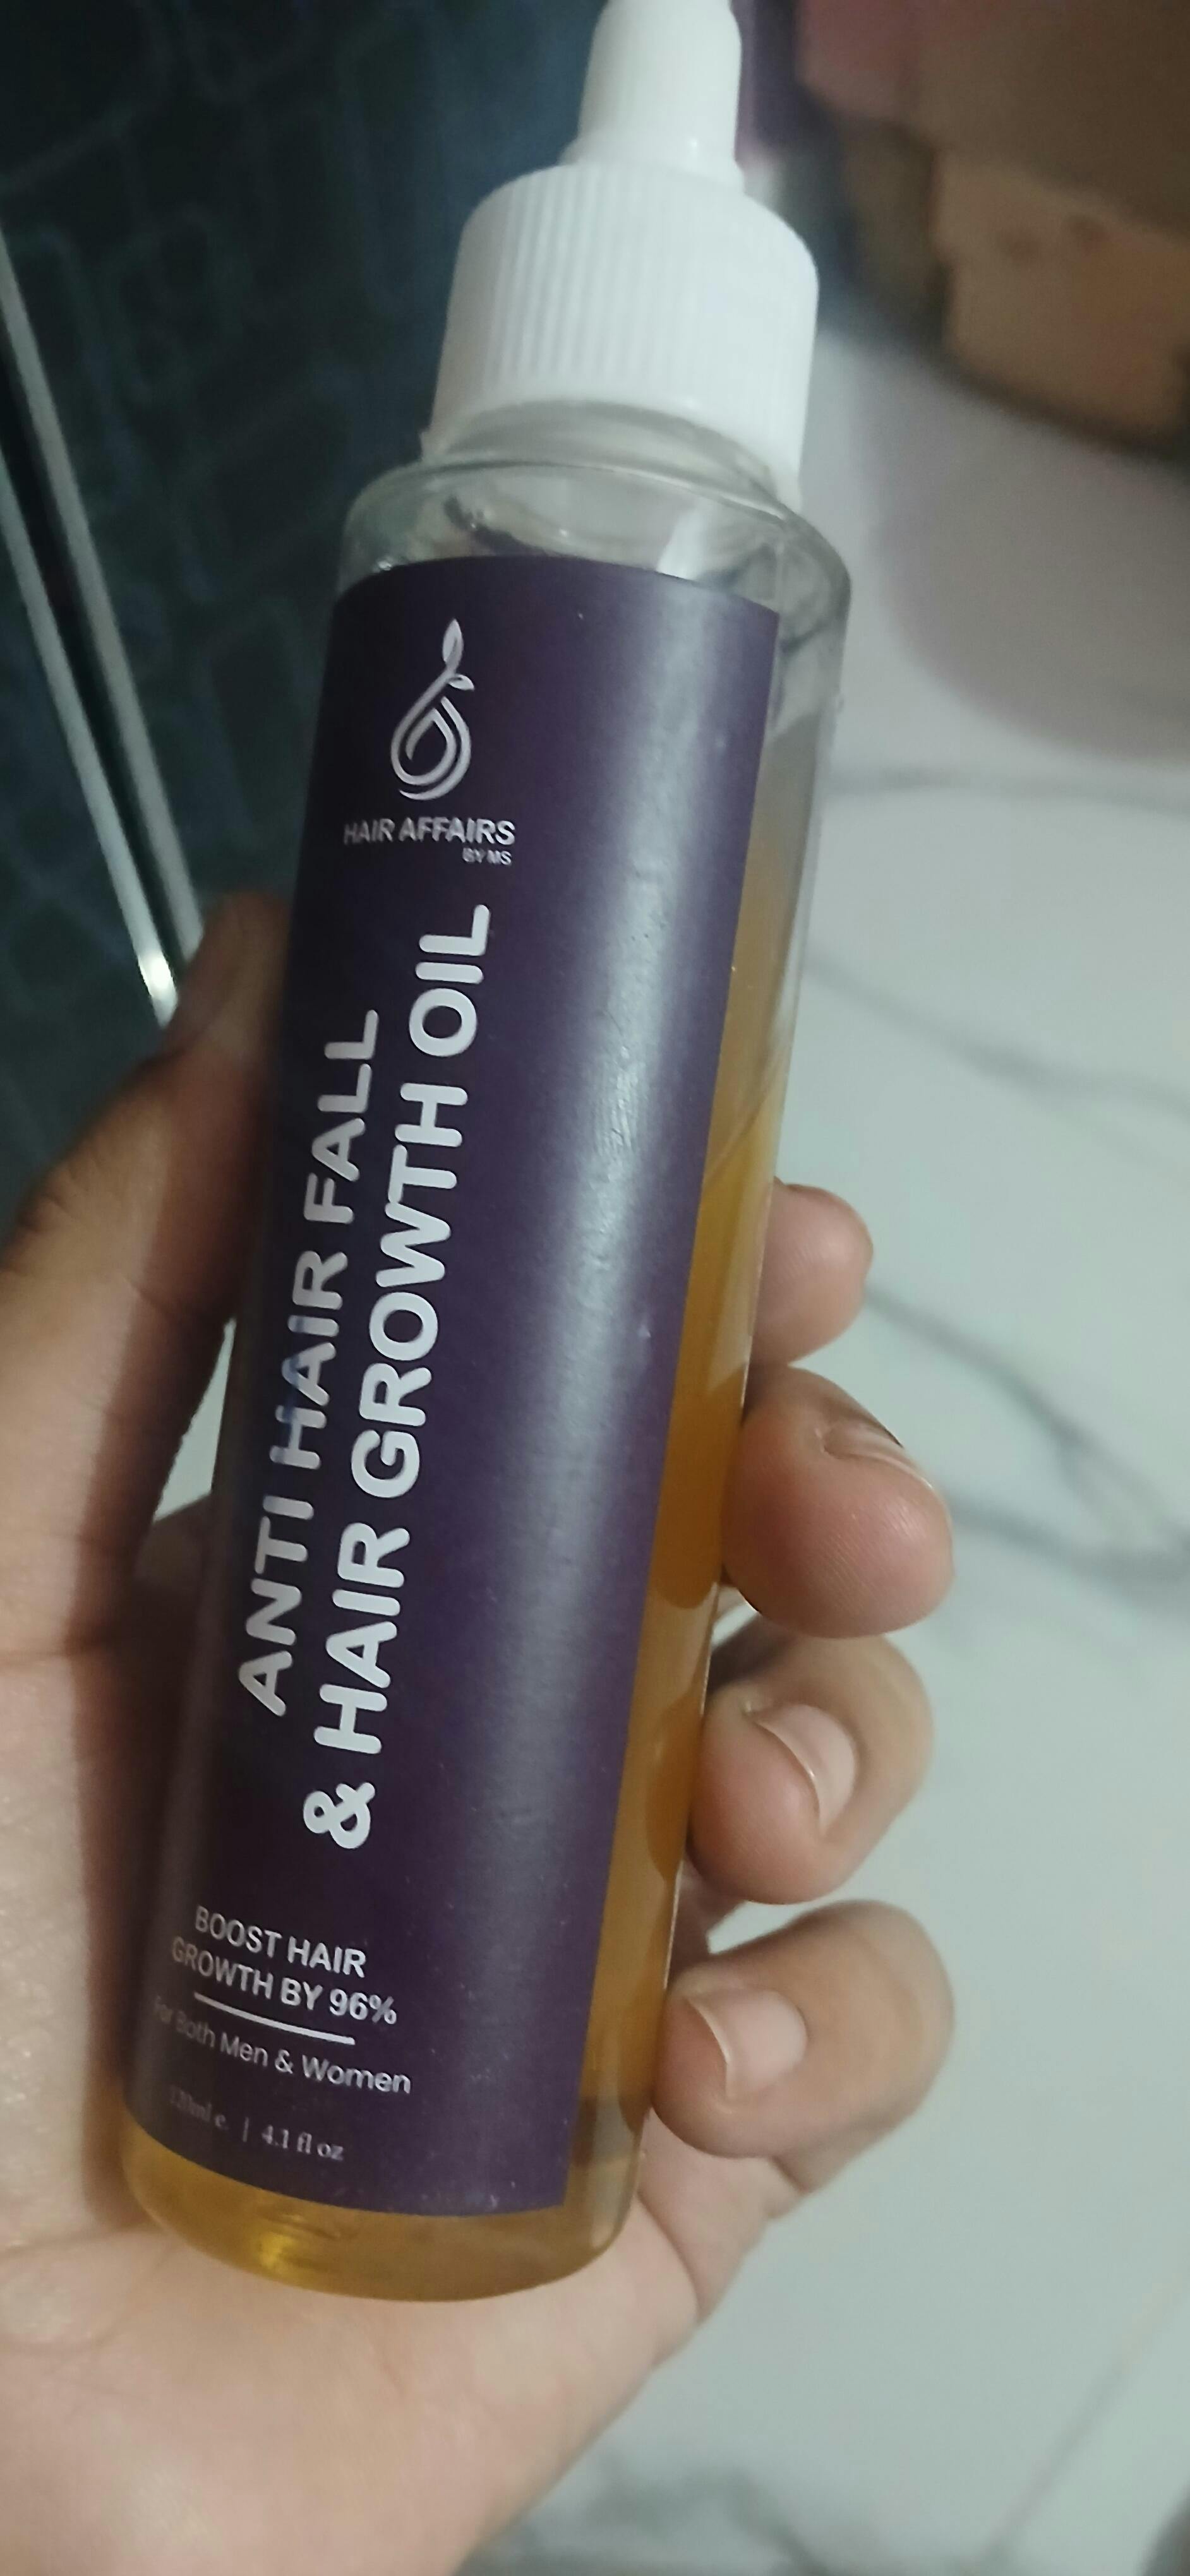 HAIR AFFAIRS
BY MS
ANTI HAIR FALL
& HAIR GROWTH OIL
BOOST HAIR
GROWTH BY 96%
For Both Men & Women
120ml e. | 4.1 fl oz